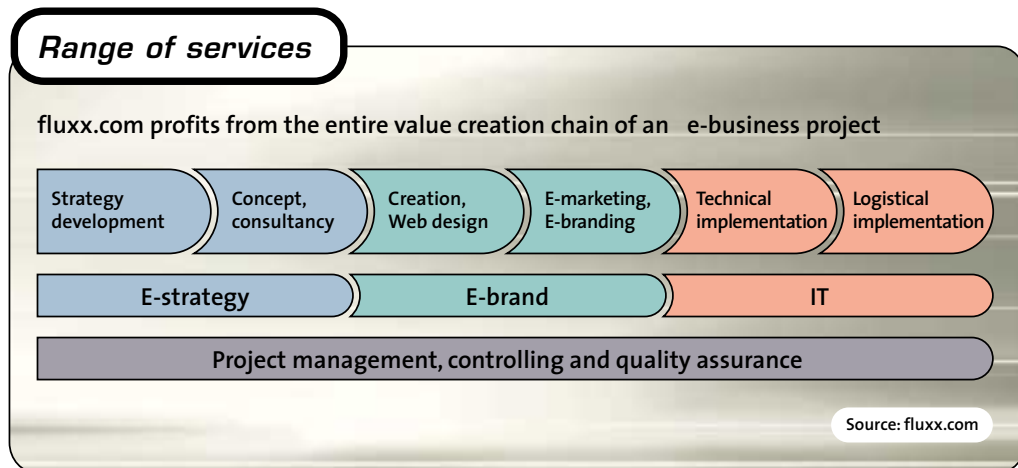 Range of services
fluxx.com profits from the entire value creation chain of an e-business project
Strategy
development
Concept,
consultancy
Creation,
Web design
E-marketing,
E-branding
Technical
implementation
Logistical
implementation
E-strategy
E-brand
IT
Project management, controlling and quality assurance
Source: fluxx.com